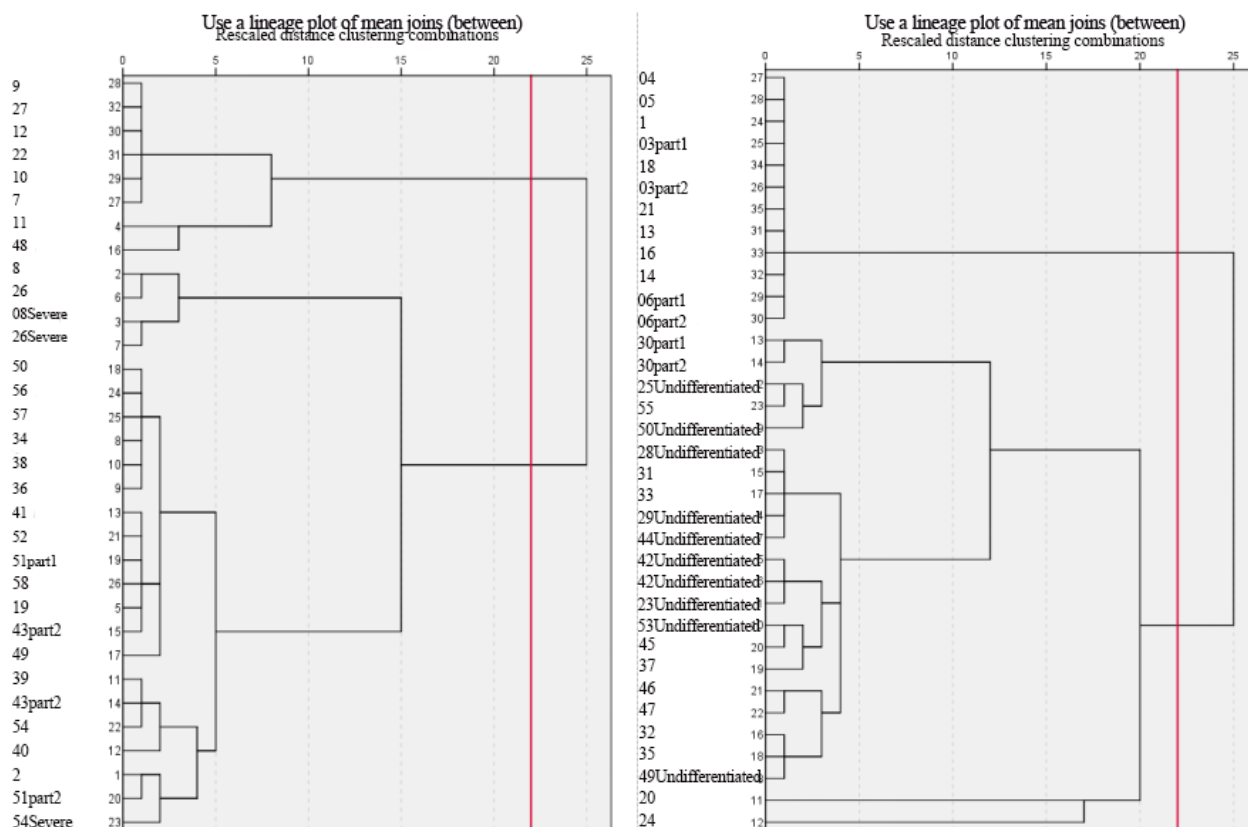 Use a lineage plot of mean joins (between)
Rescaled distance clustering combinations
0 5 10 15 20 25
9 28
27 32
12 30
22 31
10 29
7 27
11 4
48 16
8 2
26 6
08Severe 3
26Severe 7
50 18
56 24
57 25
34 8
38 10
36 9
41 13
52 21
51part1 19
58 26
19 5
43part2 15
49 17
39 11
43part2 14
54 22
40 12
2 1
51part2 20
54Severe 23
Use a lineage plot of mean joins (between)
Rescaled distance clustering combinations
0 5 10 15 20 25
04 27
05 28
1 24
03part1 25
18 34
03part2 26
21 35
13 31
16 33
14 32
06part1 29
06part2 30
30part1 13
30part2 14
25Undifferentiated
55 23
50Undifferentiated
28Undifferentiated
31 15
33 17
29Undifferentiated
44Undifferentiated
42Undifferentiated
42Undifferentiated
23Undifferentiated
53Undifferentiated
45 20
37 19
46 21
47 22
32 16
35 18
49Undifferentiated
20 11
24 12